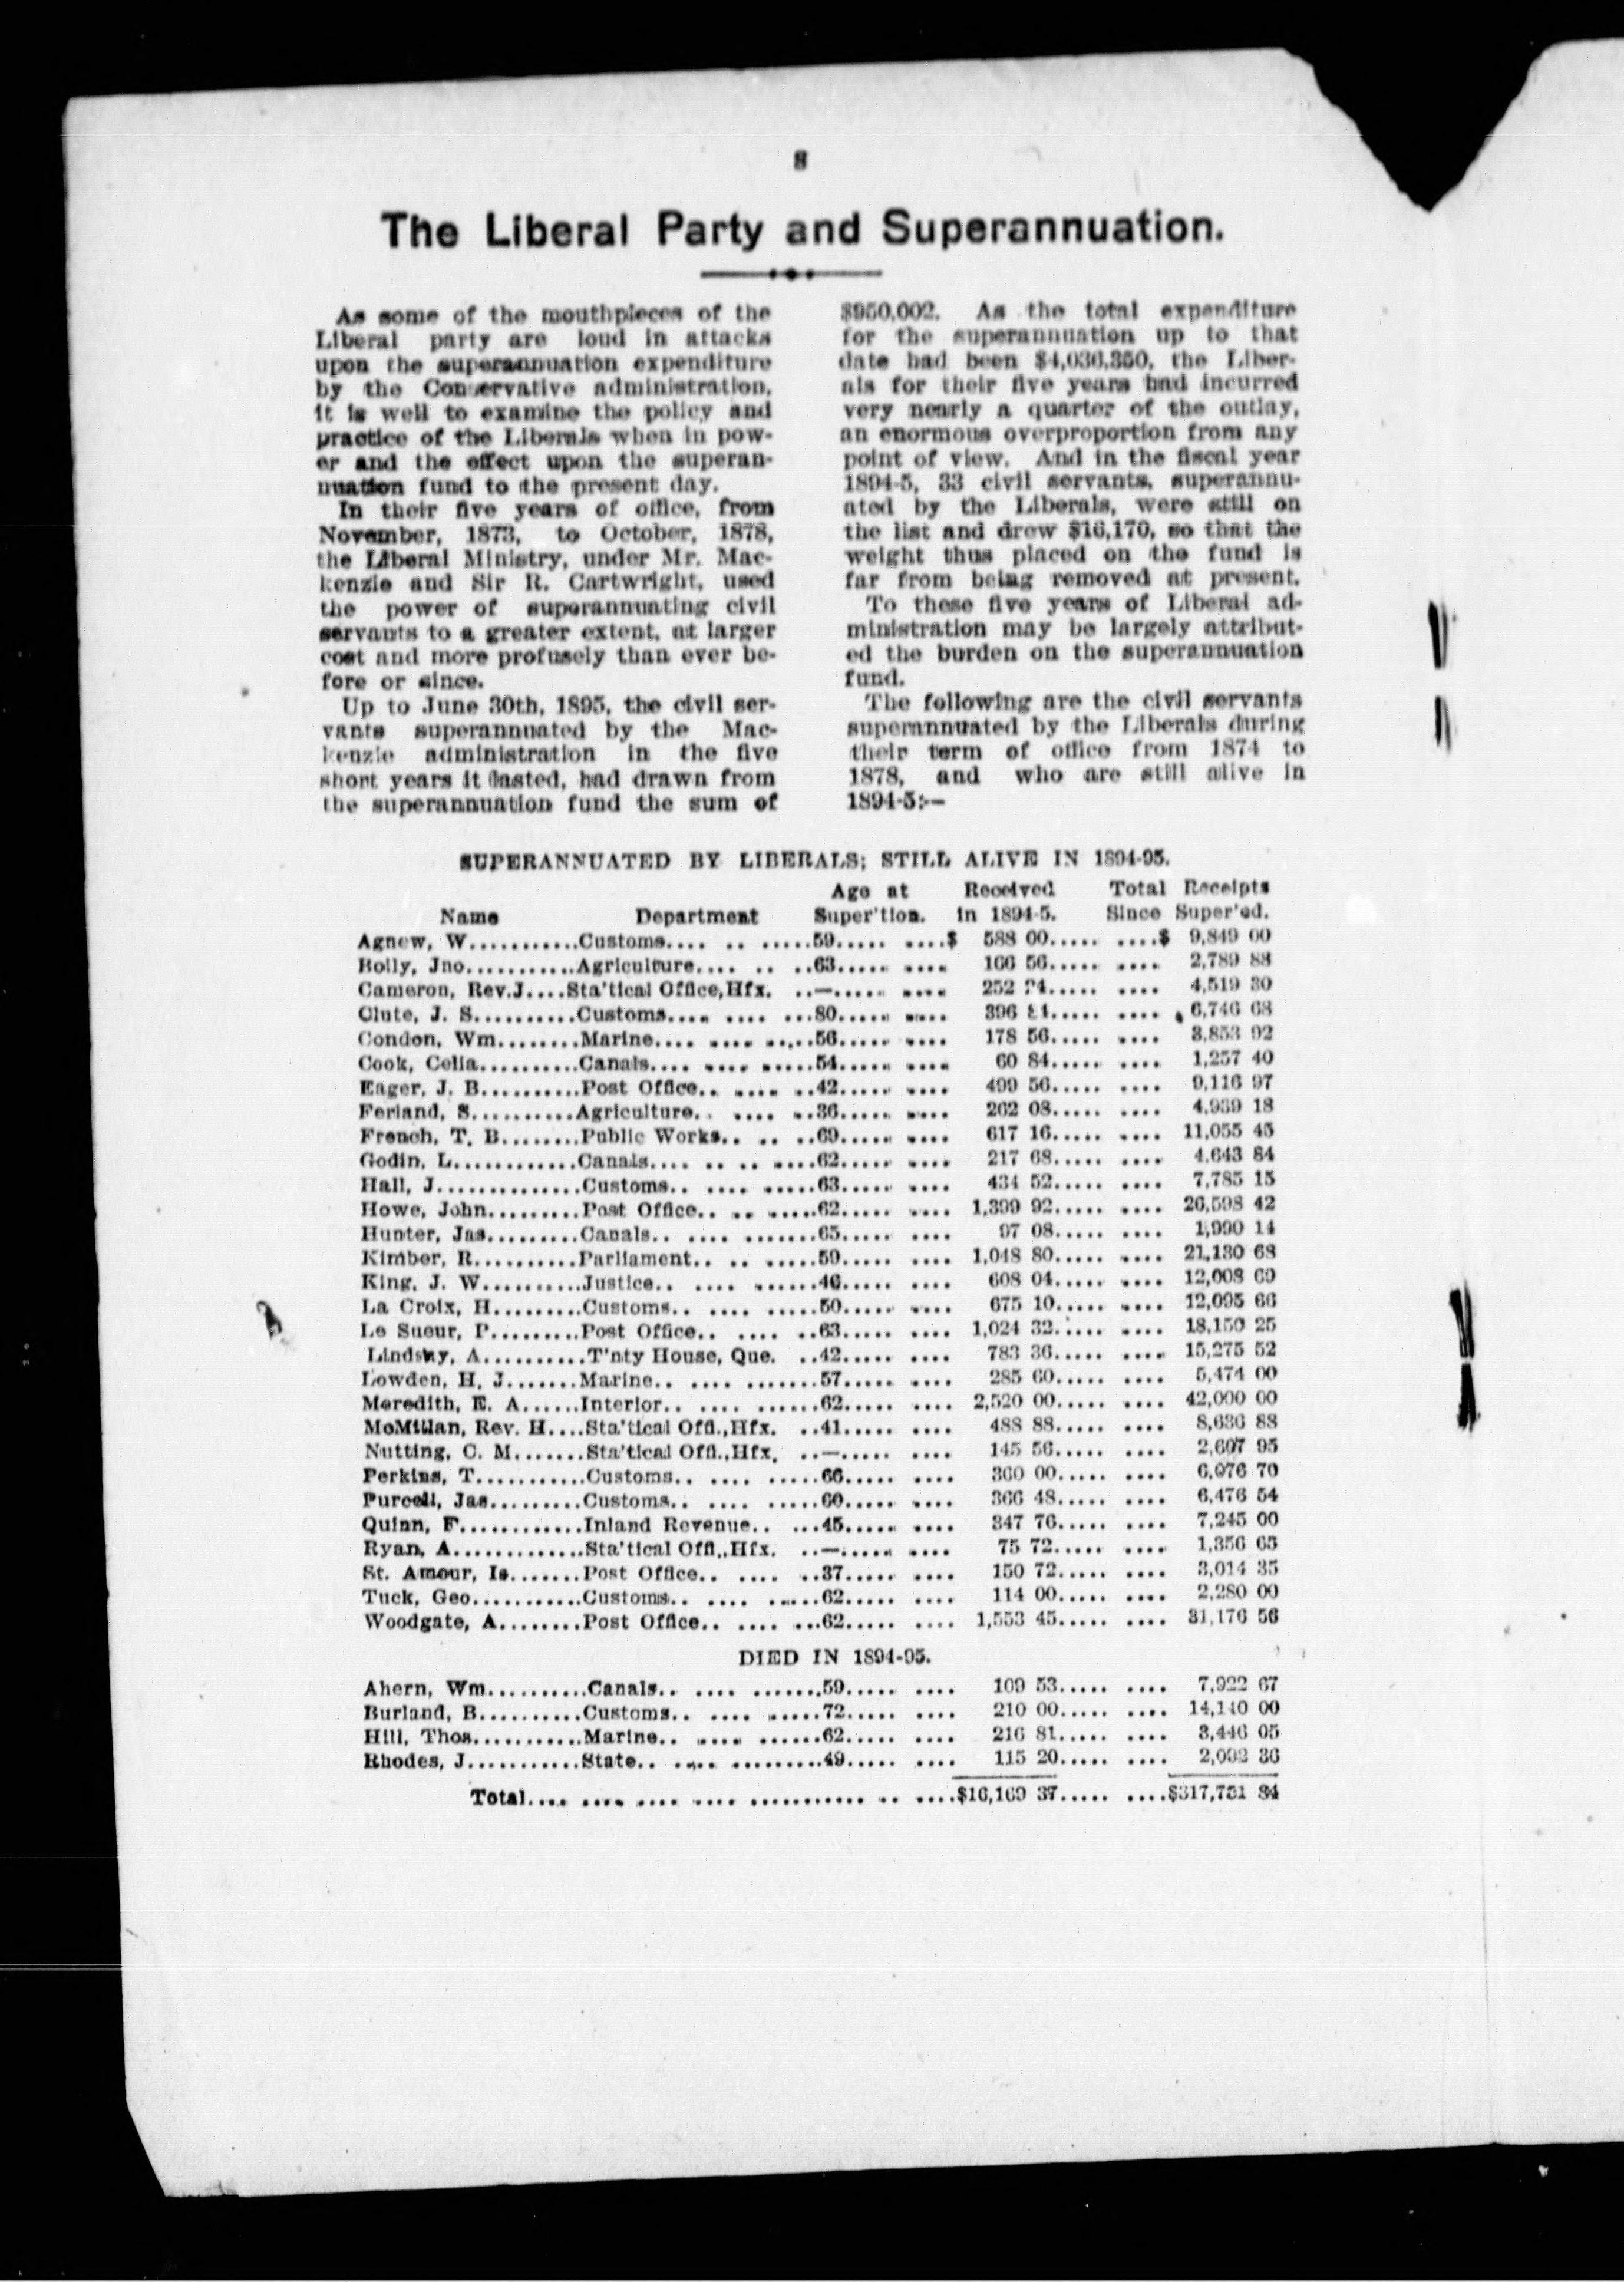 8
The Liberal Party and Superannuation.
As some of the mouthpieces of the
Liberal party are loud in attacks
upon the superannuation expenditure
by the Conservative administration,
it is well to examine the policy and
practice of the Liberals when in pow-
er and the effect upon the superan-
nuation fund to the present day.
In their five years of office, from
November, 1873, to October, 1878,
the Liberal Ministry, under Mr. Mac-
kenzie and Sir R. Cartwright, used
the power of superannuating civil
servants to a greater extent, at larger
cost and more profusely than ever be-
fore or since.
Up to June 30th, 1895, the civil ser-
vants superannuated by the Mac-
kenzie administration in the five
short years it lasted, had drawn from
the superannuation fund the sum of
$950,002. As the total expenditure
for the superannuation up to that
date had been $4,036,350, the Liber-
als for their five years had incurred
very nearly a quarter of the outlay,
an enormous overproportion from any
point of view. And in the fiscal year
1894-5, 33 civil servants, superannu-
ated by the Liberals, were still on
the list and drew $16,170, so that the
weight thus placed on the fund is
far from being removed at present.
To these five years of Liberal ad-
ministration may be largely attribut-
ed the burden on the superannuation
fund.
The following are the civil servants
superannuated by the Liberals during
their term of office from 1874 to
1878, and who are still alive in
1894-5:—
SUPERANNUATED BY LIBERALS; STILL ALIVE IN 1894-95.
Age at Received Total Receipts
Name Department Super'tion. in 1894-5. Since Super'ed.
Agnew, W...........Customs.... .. ......59..... ....$ 588 00..... ....$ 9,849 00
Bolly, Jno...........Agriculture.... .. ..63..... .... 166 56..... .... 2,789 88
Cameron, Rev.J....Sta'tical Office,Hfx. ..—..... .... 252 24..... .... 4,519 30
Clute, J. S..........Customs.... .... ...80..... .... 396 84..... .... 6,746 68
Condon, Wm........Marine.... .... .....56..... .... 178 56..... .... 3,853 92
Cook, Celia..........Canals.... .... ......54..... .... 60 84..... .... 1,257 40
Eager, J. B..........Post Office.. .... ...42..... .... 499 56..... .... 9,116 97
Ferland, S..........Agriculture.. .... ..36..... .... 262 08..... .... 4,939 18
French, T. B........Public Works.. .. ..69..... .... 617 16..... .... 11,055 45
Godin, L............Canals.... .. .. ....62..... .... 217 68..... .... 4,643 84
Hall, J..............Customs.. .... ......63..... .... 434 52..... .... 7,785 15
Howe, John.........Post Office.. .. .....62..... .... 1,399 92..... .... 26,598 42
Hunter, Jas.........Canals.. .... .......65..... .... 97 08..... .... 1,990 14
Kimber, R..........Parliament.. .. .....59..... .... 1,048 80..... .... 21,130 68
King, J. W..........Justice.. .... ......46..... .... 608 04..... .... 12,008 69
La Croix, H.........Customs.. .... ......50..... .... 675 10..... .... 12,095 66
Le Sueur, P.........Post Office.. .... ..63..... .... 1,024 32..... .... 18,150 25
Lindsay, A..........T'nty House, Que. ..42..... .... 783 36..... .... 15,275 52
Lowden, H. J.......Marine.. .... ........57..... .... 285 60..... .... 5,474 00
Meredith, E. A......Interior.. .... ......62..... .... 2,520 00..... .... 42,000 00
McMillan, Rev. H....Sta'tical Offi.,Hfx. ..41..... .... 488 88..... .... 8,636 88
Nutting, C. M.......Sta'tical Offi.,Hfx. ..—..... .... 145 56..... .... 2,607 95
Perkins, T...........Customs.. .... ......66..... .... 360 00..... .... 6,976 70
Purcell, Jas.........Customs.. .... ......60..... .... 366 48..... .... 6,476 54
Quinn, F............Inland Revenue.. ...45..... .... 347 76..... .... 7,245 00
Ryan, A.............Sta'tical Offi.,Hfx. ..—..... .... 75 72..... .... 1,356 65
St. Amour, Is.......Post Office.. .... ..37..... .... 150 72..... .... 3,014 35
Tuck, Geo...........Customs.. .... ......62..... .... 114 00..... .... 2,280 00
Woodgate, A........Post Office.. .... ...62..... .... 1,553 45..... .... 31,176 56
DIED IN 1894-95.
Ahern, Wm..........Canals.. .... .......59..... .... 109 53..... .... 7,922 67
Burland, B..........Customs.. .... ......72..... .... 210 00..... .... 14,140 00
Hill, Thos...........Marine.. .... .......62..... .... 216 81..... .... 3,446 05
Rhodes, J...........State.. .... .........49..... .... 115 20..... .... 2,092 36
Total.... .... .... .... ........... .. ....$16,169 37..... ....$317,751 84